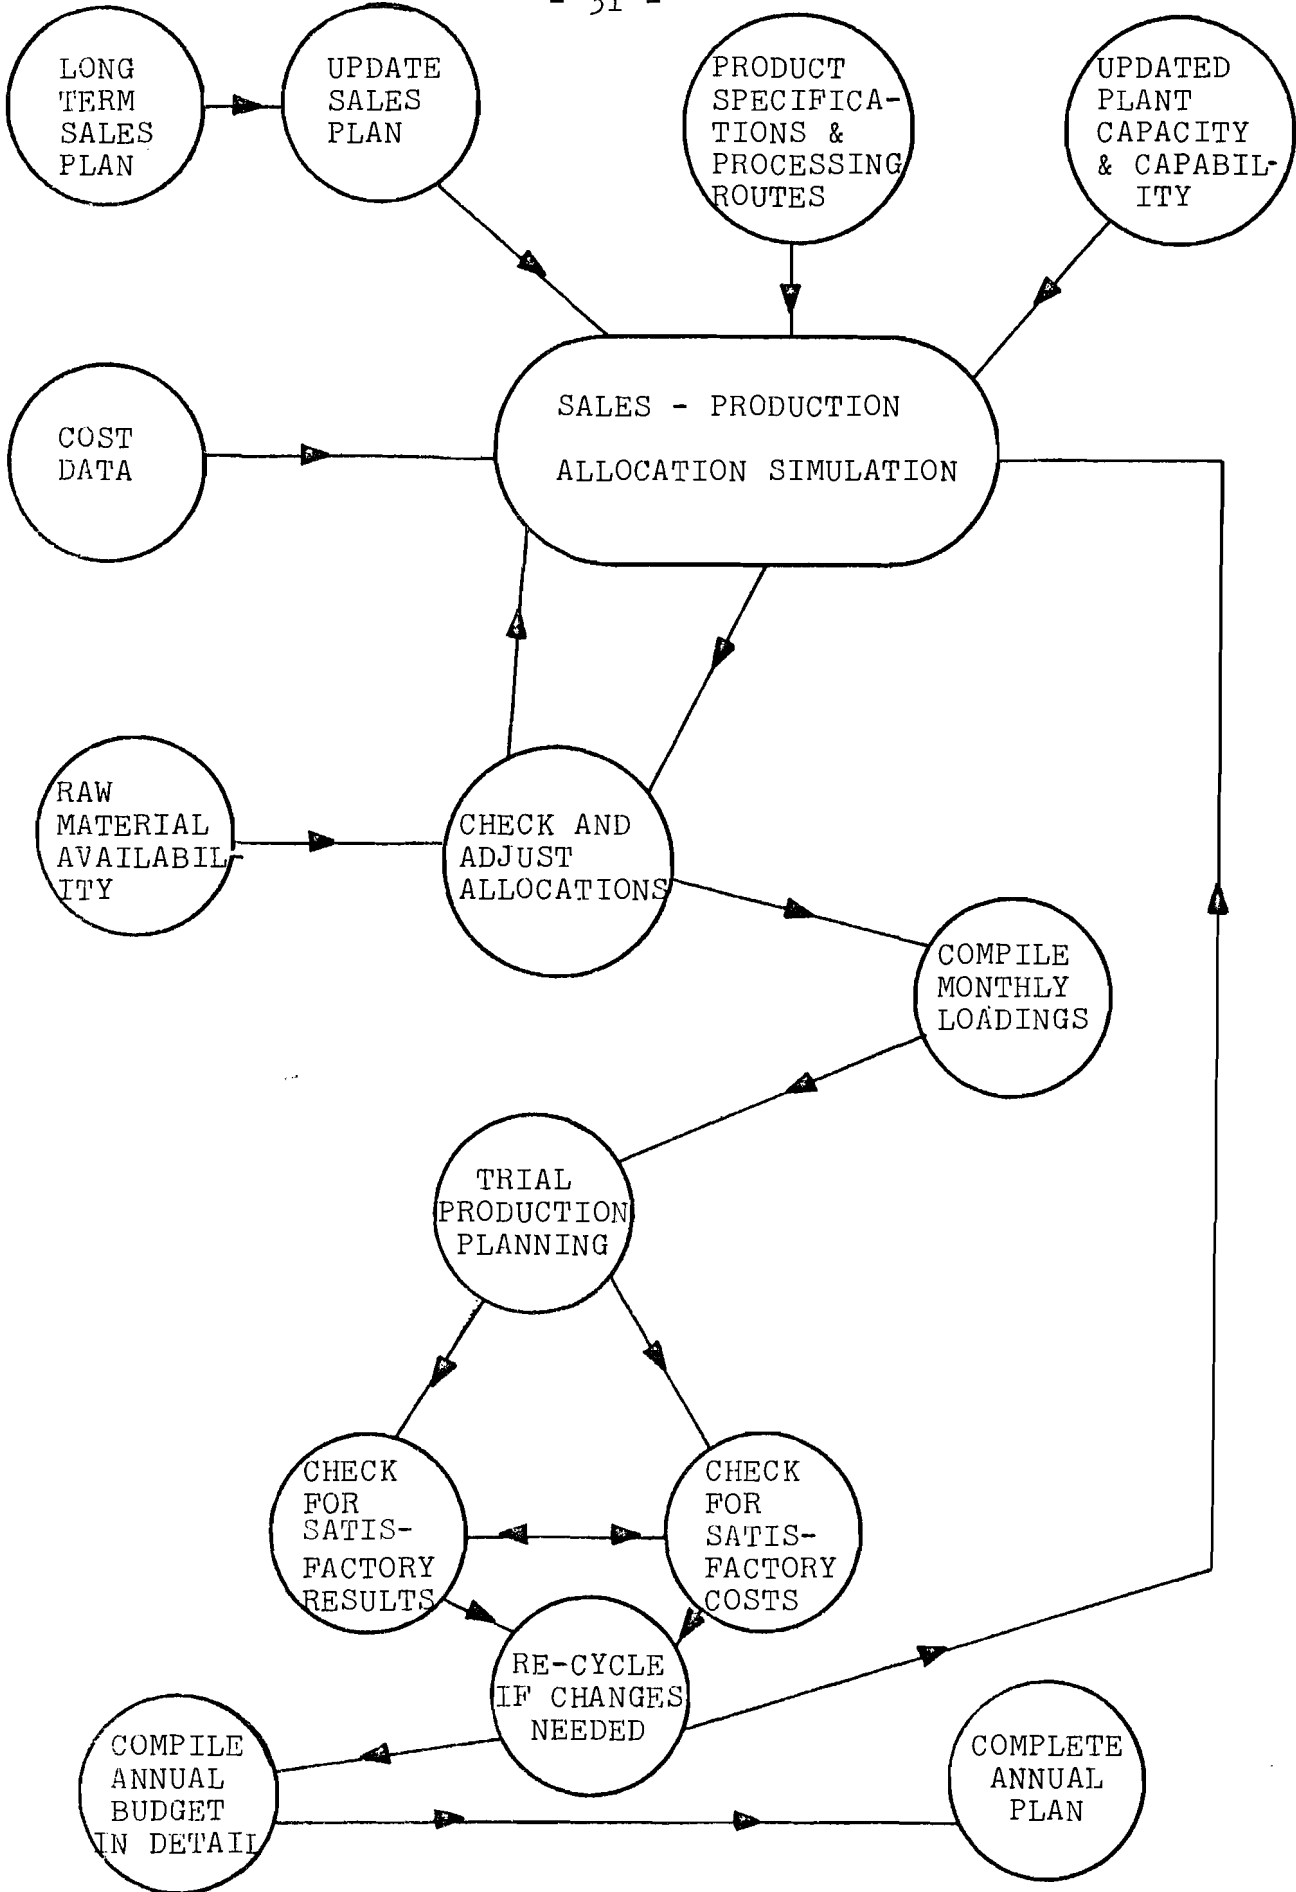 - 31 -
LONG
TERM
SALES
PLAN
UPDATE
SALES
PLAN
PRODUCT
SPECIFICA-
TIONS &
PROCESSING
ROUTES
UPDATED
PLANT
CAPACITY
& CAPABIL-
ITY
COST
DATA
SALES - PRODUCTION
ALLOCATION SIMULATION
RAW
MATERIAL
AVAILABIL-
ITY
CHECK AND
ADJUST
ALLOCATIONS
COMPILE
MONTHLY
LOADINGS
TRIAL
PRODUCTION
PLANNING
CHECK
FOR
SATIS-
FACTORY
RESULTS
CHECK
FOR
SATIS-
FACTORY
COSTS
RE-CYCLE
IF CHANGES
NEEDED
COMPILE
ANNUAL
BUDGET
IN DETAIL
COMPLETE
ANNUAL
PLAN